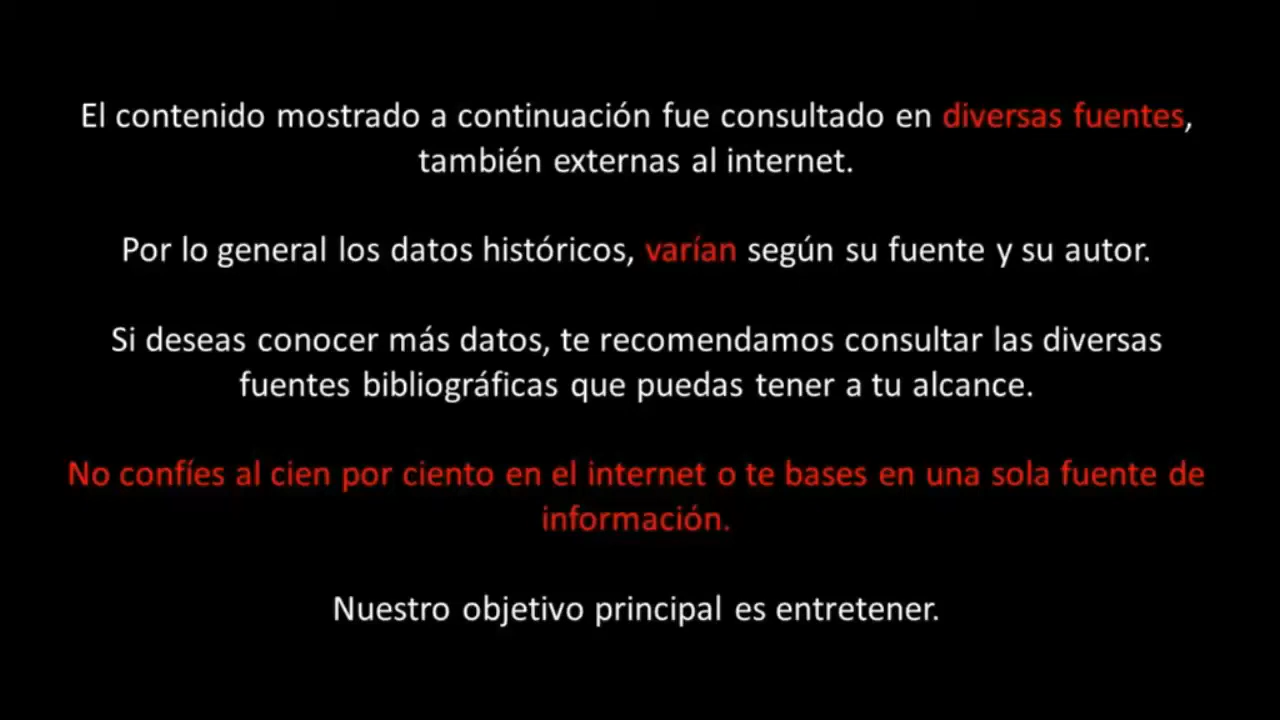 El contenido mostrado a continuación fue consultado en diversas fuentes,
también externas al internet.
Por lo general los datos históricos, varían según su fuente y su autor.
Si deseas conocer más datos, te recomendamos consultar las diversas
fuentes bibliográficas que puedas tener a tu alcance.
No confíes al cien por ciento en el internet o te bases en una sola fuente de
información.
Nuestro objetivo principal es entretener.